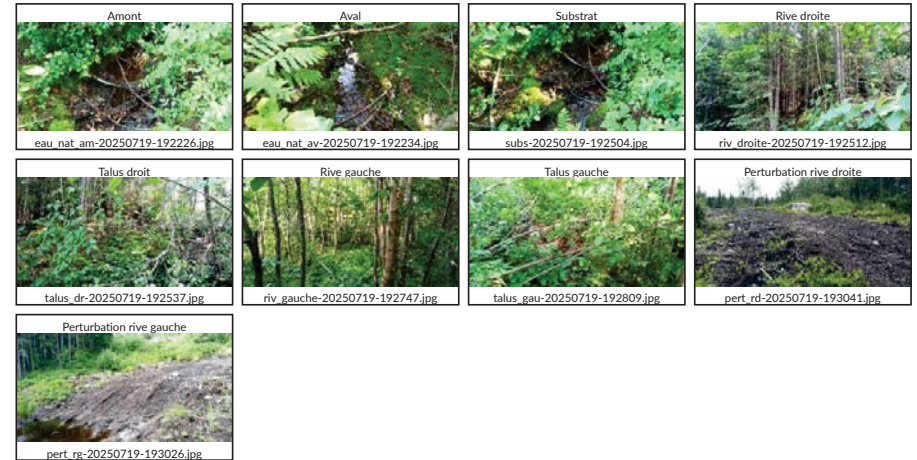 Amont
Aval
Substrat
Rive droite
eau_nat_am-20250719-192226.jpg
eau_nat_av-20250719-192234.jpg
subs-20250719-192504.jpg
riv_droite-20250719-192512.jpg
Talus droit
Rive gauche
Talus gauche
Perturbation rive droite
talus_dr-20250719-192537.jpg
riv_gauche-20250719-192747.jpg
talus_gau-20250719-192809.jpg
pert_rd-20250719-193041.jpg
Perturbation rive gauche
pert_rg-20250719-193026.jpg